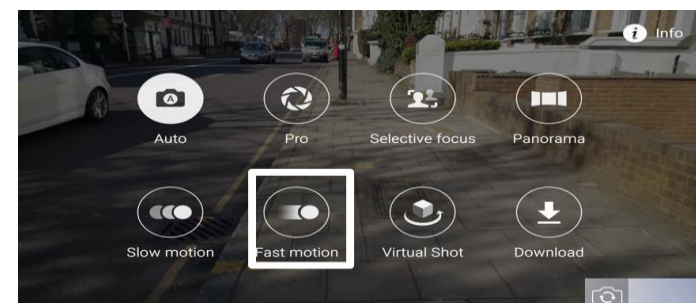 Info
Auto
Pro
Selective focus
Panorama
Slow motion
Fast motion
Virtual Shot
Download